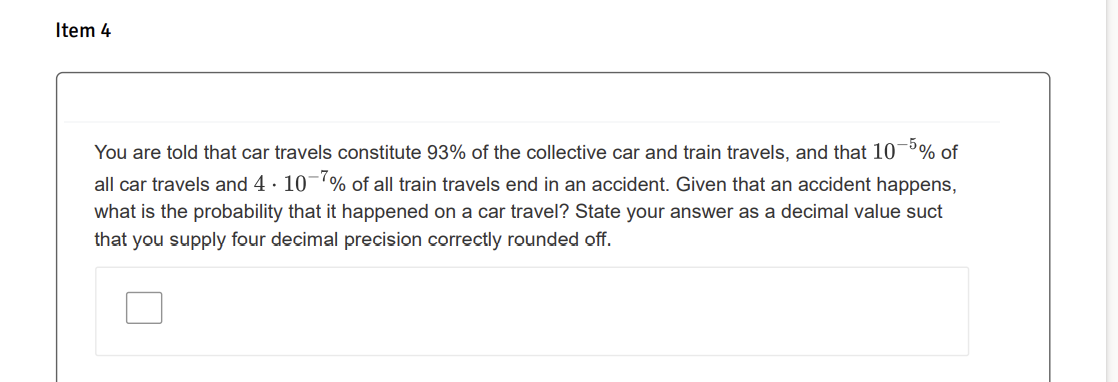 Item 4
You are told that car travels constitute 93% of the collective car and train travels, and that 10⁻⁵% of
all car travels and 4 · 10⁻⁷% of all train travels end in an accident. Given that an accident happens,
what is the probability that it happened on a car travel? State your answer as a decimal value suct
that you supply four decimal precision correctly rounded off.